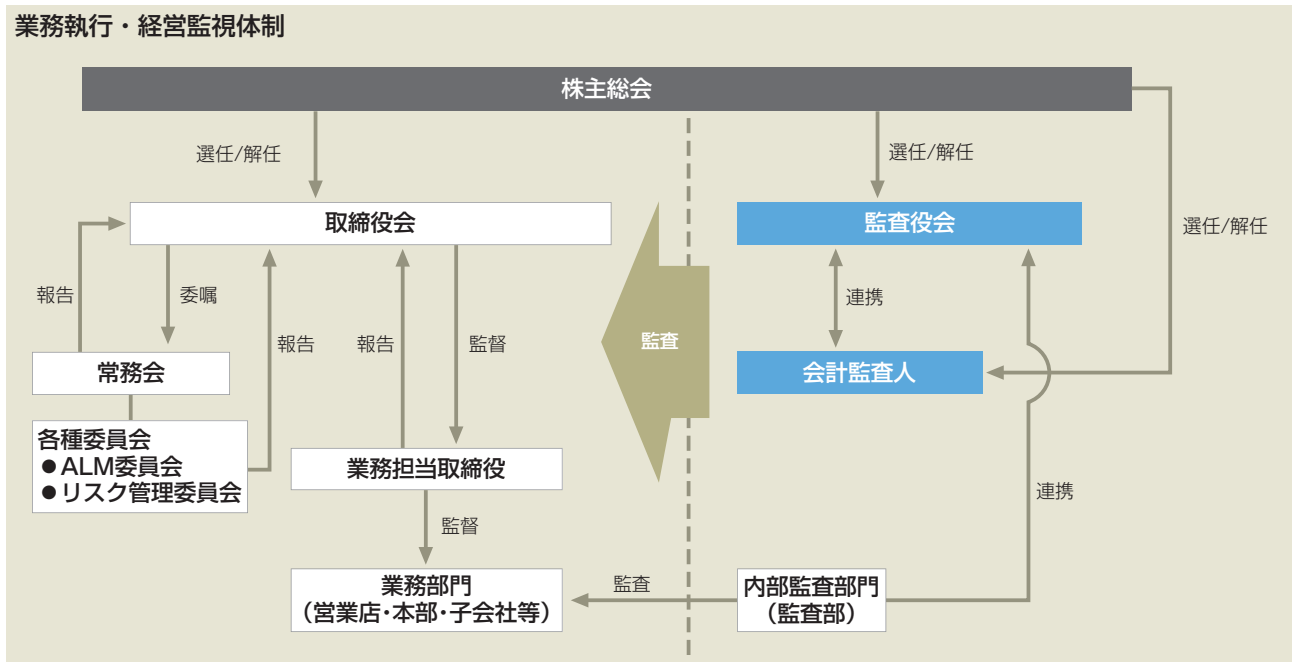 業務執行・経営監視体制
株主総会
選任/解任
選任/解任
選任/解任
取締役会
監査役会
報告
委嘱
報告
報告
監督
監査
連携
常務会
会計監査人
各種委員会
●ALM委員会
●リスク管理委員会
業務担当取締役
連携
監督
業務部門
（営業店・本部・子会社等）
監査
内部監査部門
（監査部）